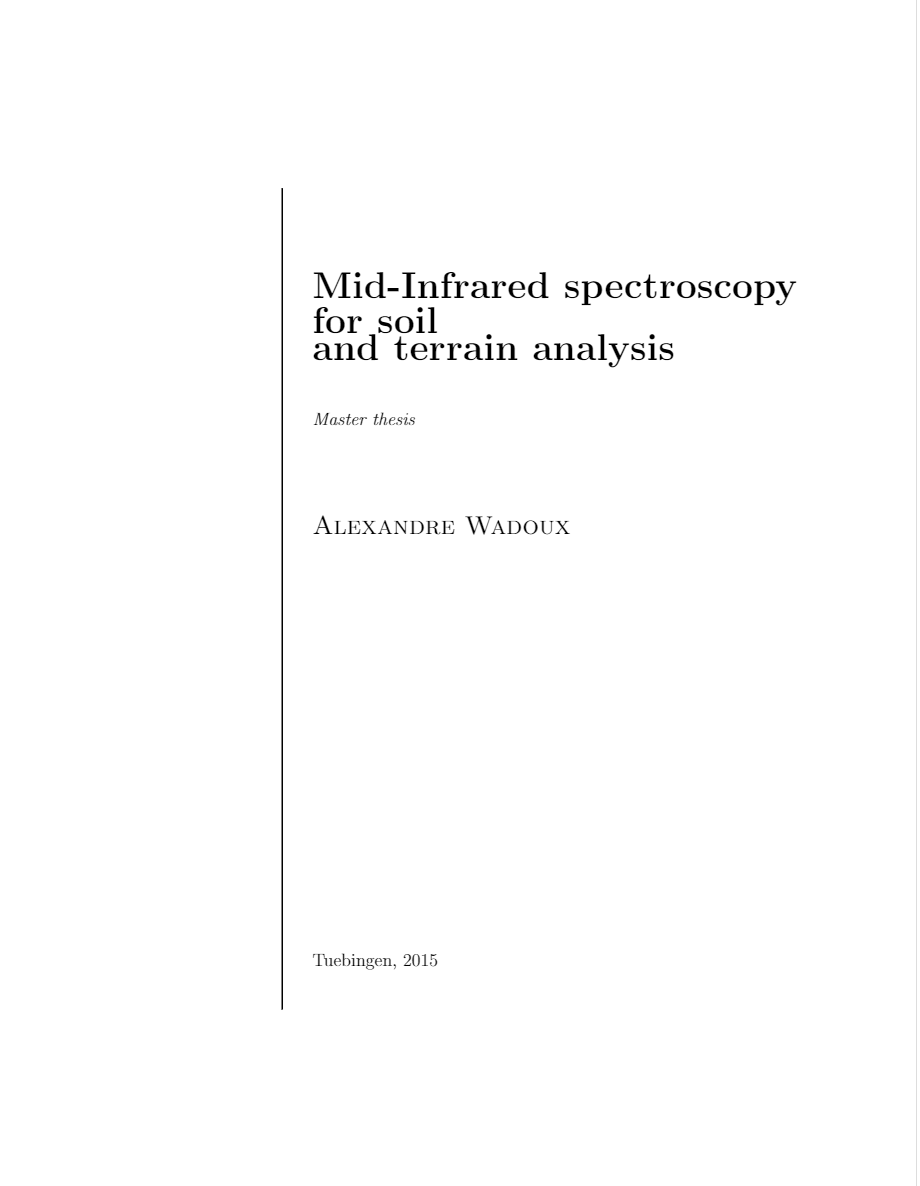 Mid-Infrared spectroscopy
for soil
and terrain analysis
Master thesis
Alexandre Wadoux
Tuebingen, 2015